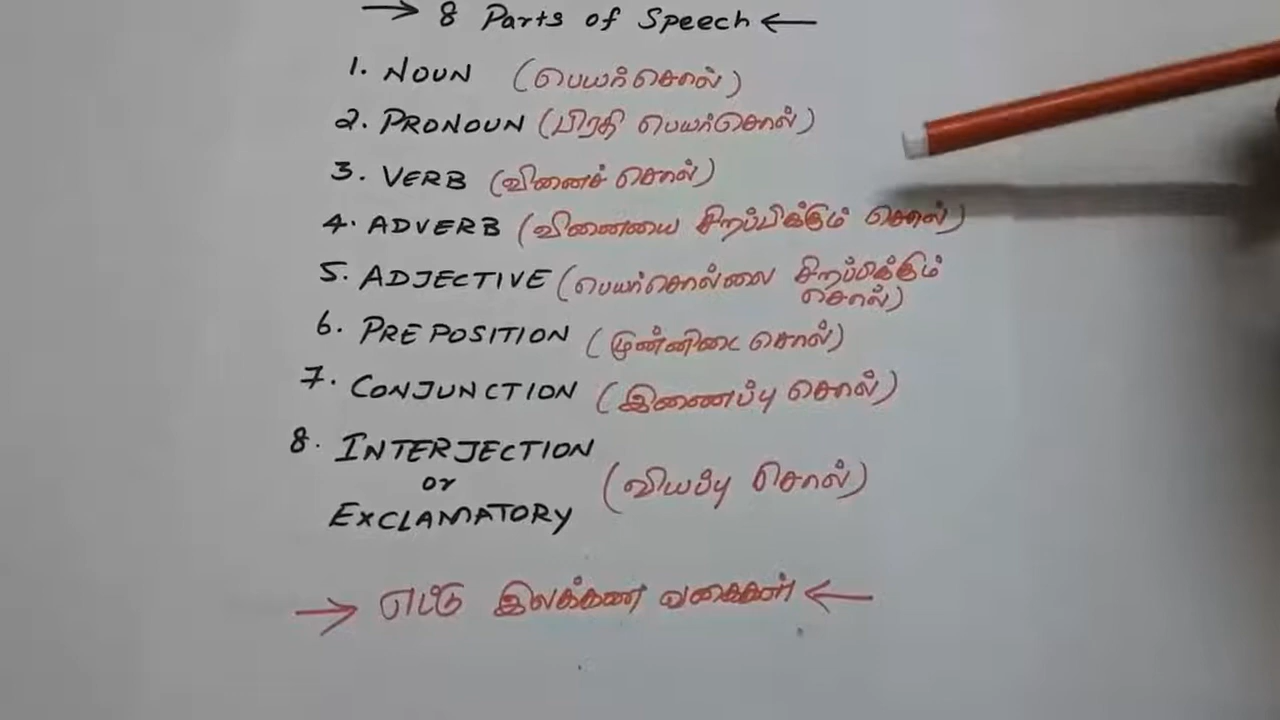 → 8 Parts of Speech ←
1. NOUN (பெயர்சொல்)
2. PRONOUN (பிரதி பெயர்சொல்)
3. VERB (வினைச் சொல்)
4. ADVERB (வினையை சிறப்பிக்கும் சொல்)
5. ADJECTIVE (பெயர்சொல்லை சிறப்பிக்கும்
சொல்)
6. PREPOSITION (முன்னிடை சொல்)
7. CONJUNCTION (இணைப்பு சொல்)
8. INTERJECTION
or
EXCLAMATORY (வியப்பு சொல்)
→ எட்டு இலக்கண வகைகள் ←